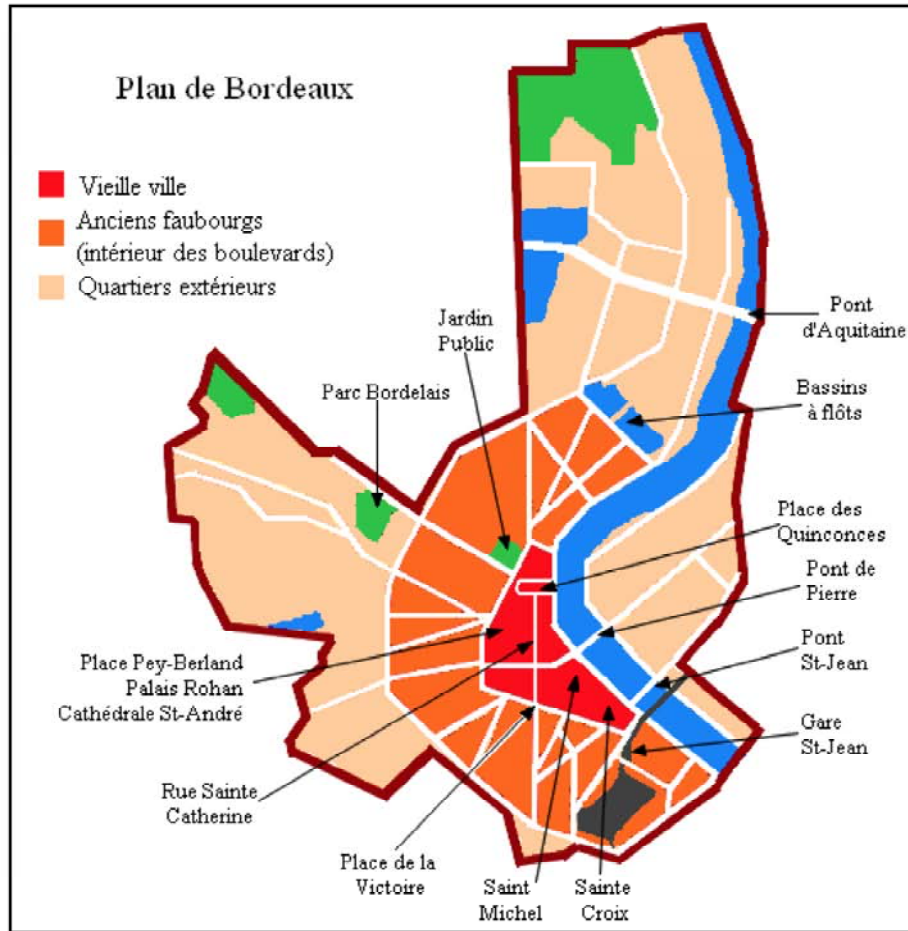 Plan de Bordeaux
Vieille ville
Anciens faubourgs
(intérieur des boulevards)
Quartiers extérieurs
Pont
d'Aquitaine
Jardin
Public
Parc Bordelais
Bassins
à flôts
Place des
Quinconces
Pont de
Pierre
Place Pey-Berland
Palais Rohan
Cathédrale St-André
Pont
St-Jean
Gare
St-Jean
Rue Sainte
Catherine
Place de la
Victoire
Saint
Michel
Sainte
Croix